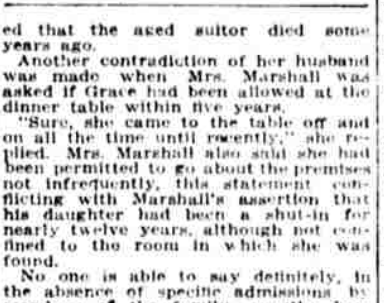 ed that the aged suitor died some
years ago.
Another contradiction of her husband
was made when Mrs. Marshall was
asked if Grace had been allowed at the
dinner table within five years.
"Sure, she came to the table off and
on all the time until recently," she re-
plied. Mrs. Marshall also said she had
been permitted to go about the premises
not infrequently, this statement con-
flicting with Marshall's assertion that
his daughter had been a shut-in for
nearly twelve years, although not con-
fined to the room in which she was
found.
No one is able to say definitely, in
the absence of specific admissions by